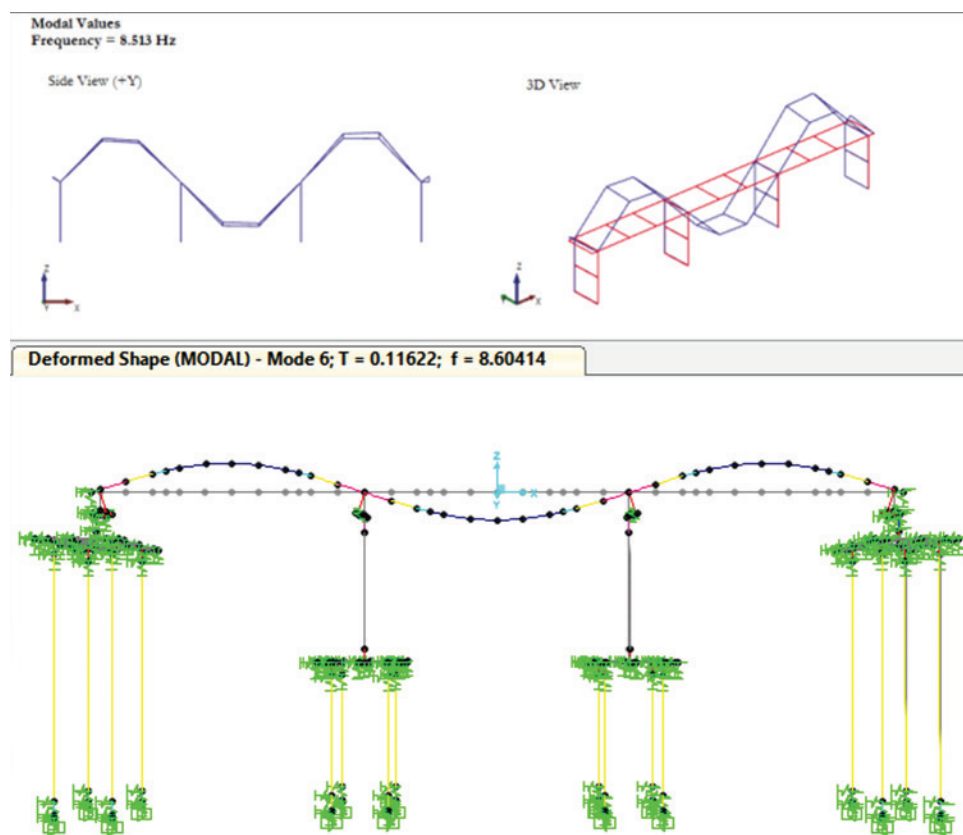 Modal Values
Frequency = 8.513 Hz
Side View (+Y)
3D View
Z
Y
X
Z
Y
X
Deformed Shape (MODAL) - Mode 6; T = 0.11622; f = 8.60414
Z
X
Y